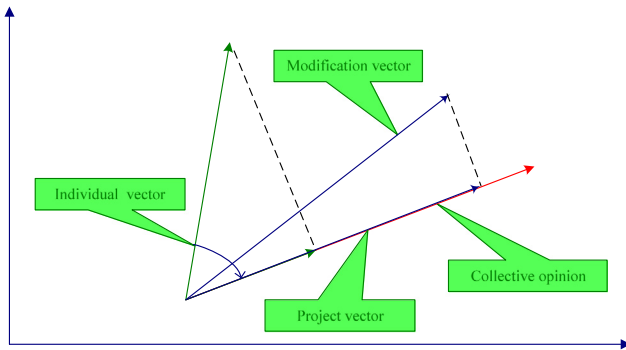 Modification vector
Individual vector
Collective opinion
Project vector